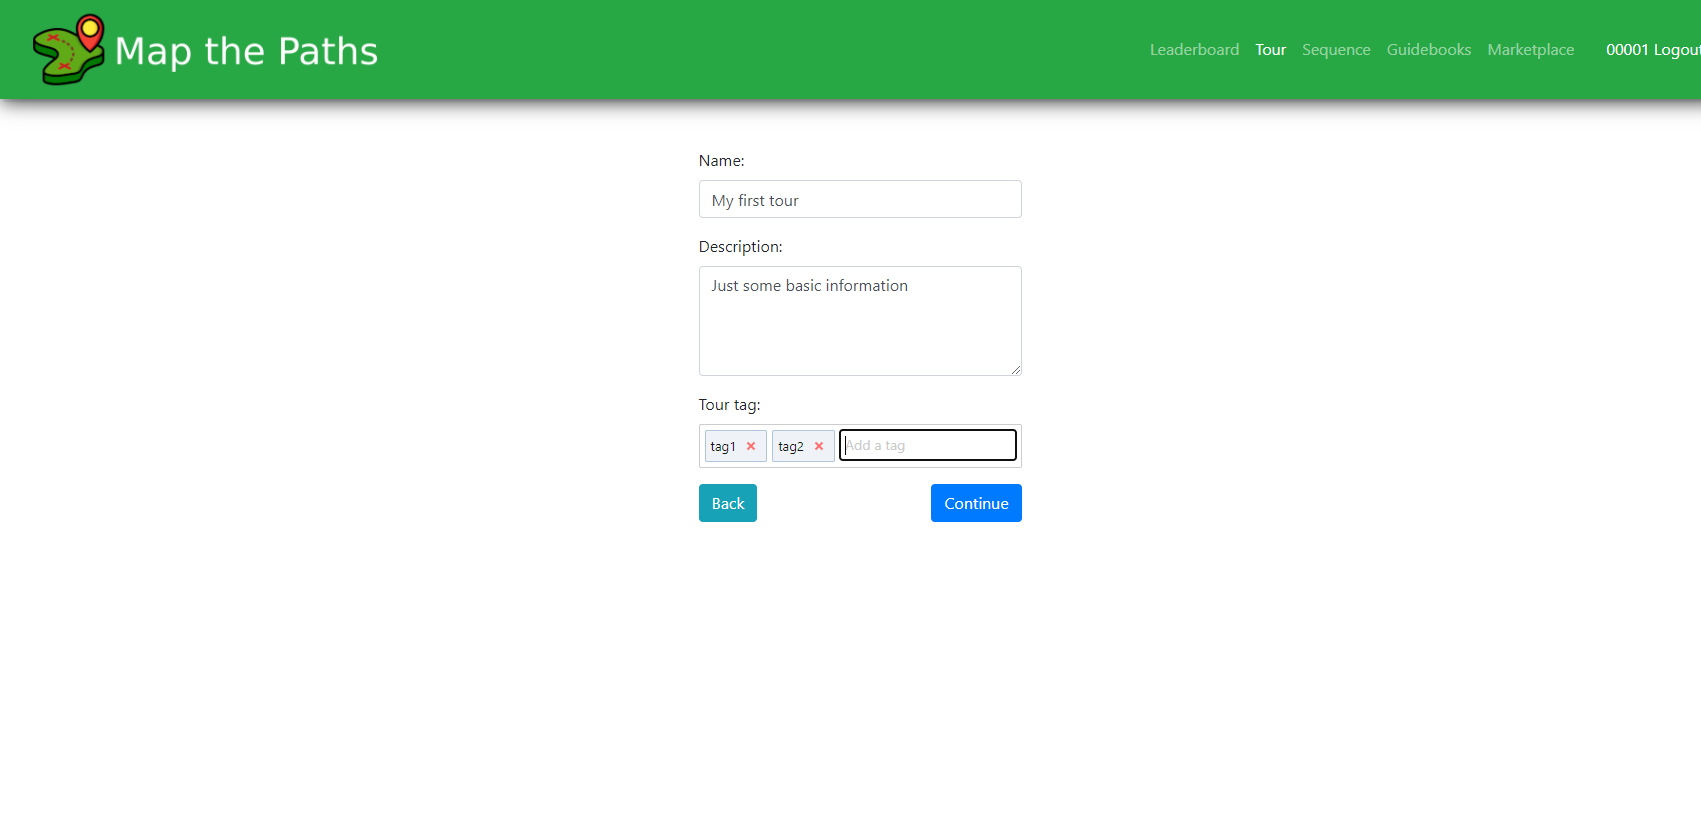 Map the Paths
Leaderboard Tour Sequence Guidebooks Marketplace 00001 Logout
Name:
My first tour
Description:
Just some basic information
Tour tag:
tag1 × tag2 × Add a tag
Back Continue